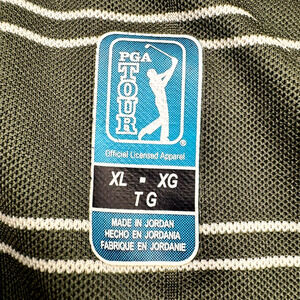 PGA
TOUR
®
Official Licensed Apparel
XL ▪ XG
TG
MADE IN JORDAN
HECHO EN JORDANIA
FABRIQUE EN JORDANIE